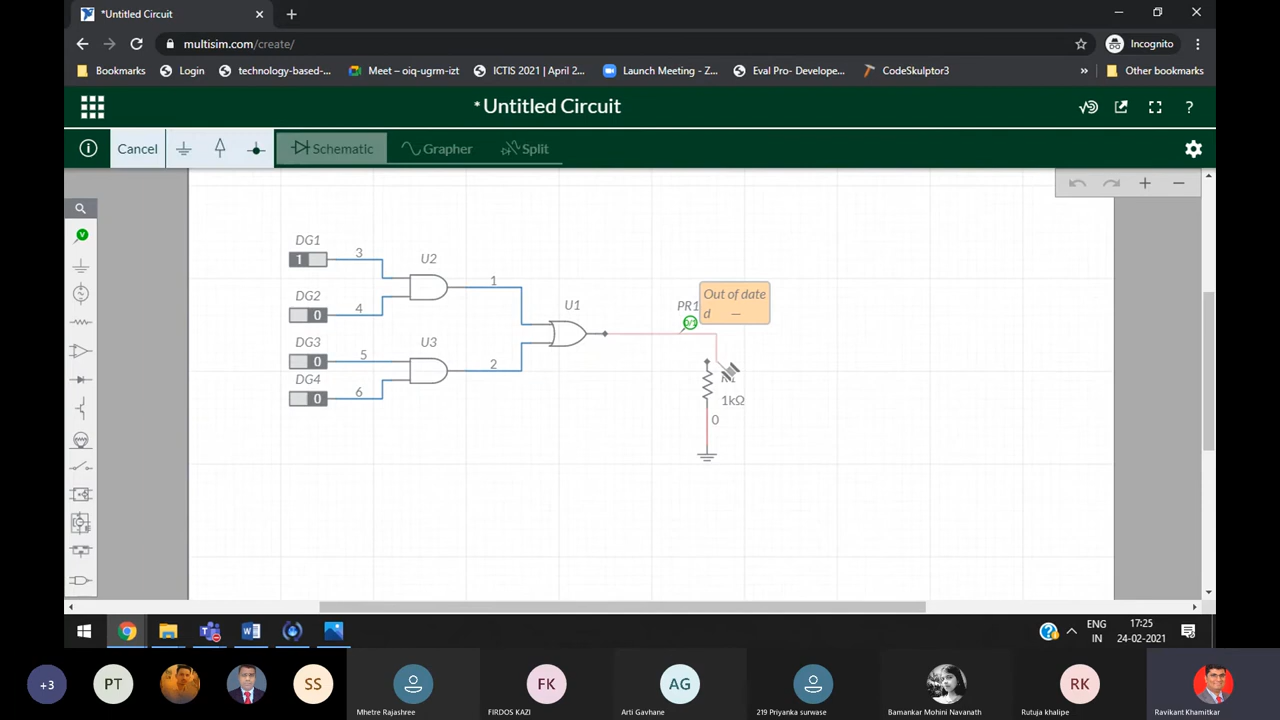 *Untitled Circuit
multisim.com/create/
Incognito
Bookmarks
Login
technology-based-...
Meet – oiq-ugrm-izt
ICTIS 2021 | April 2...
Launch Meeting - Z...
Eval Pro- Develope...
CodeSkulptor3
»
Other bookmarks
*Untitled Circuit
?
Cancel
Schematic
Grapher
Split
DG1
1
3
U2
DG2
0
4
1
DG3
0
5
U3
DG4
0
6
2
U1
PR1
Out of date
d —
1kΩ
0
ENG
IN
17:25
24-02-2021
+3
PT
SS
FK
AG
RK
Mhetre Rajashree
FIRDOS KAZI
Arti Gavhane
219 Priyanka surwase
Bamankar Mohini Navanath
Rutuja khalipe
Ravikant Khamitkar